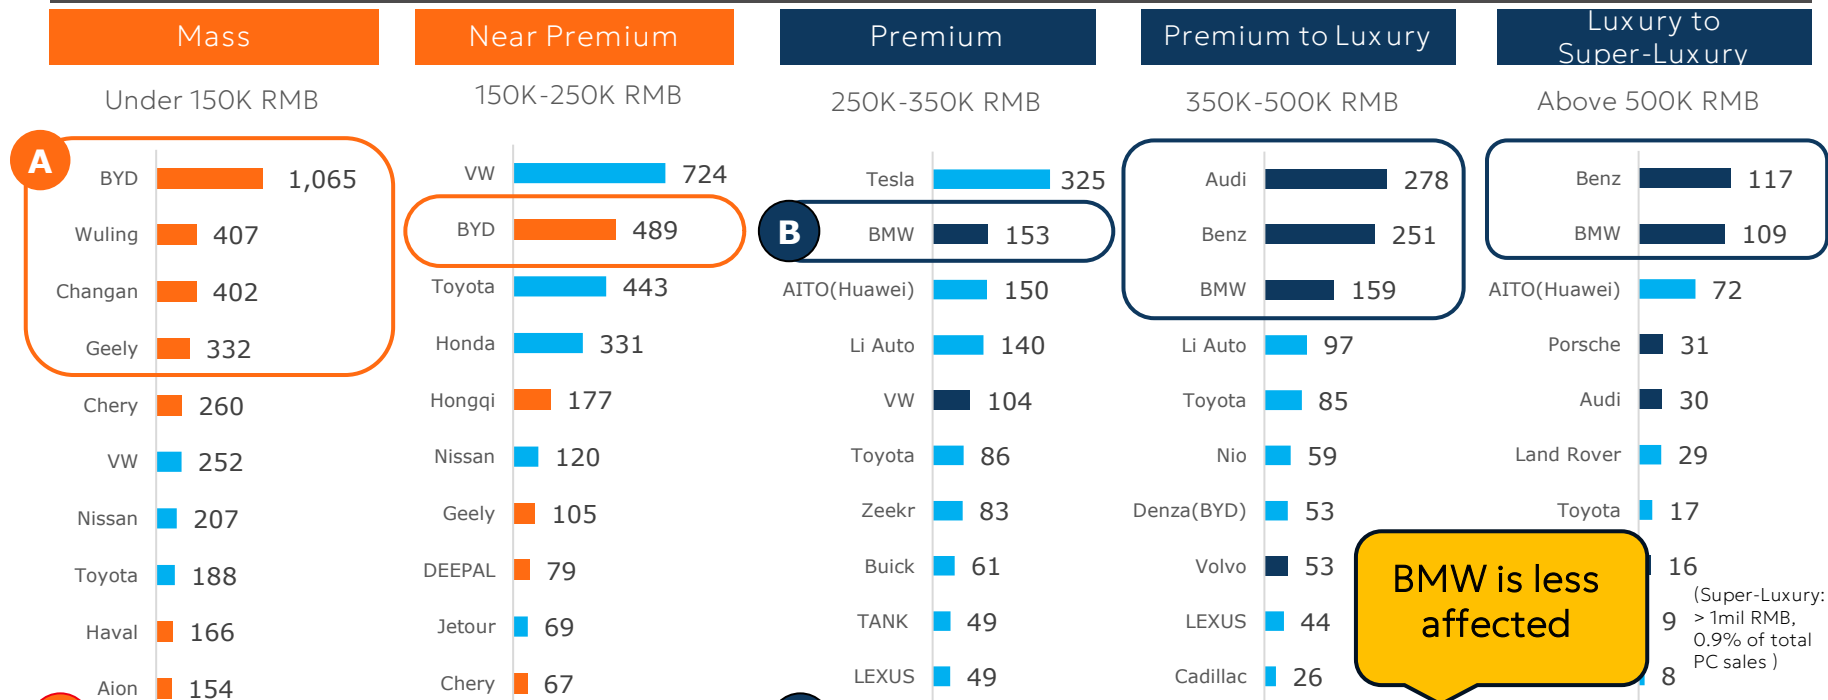 Mass
Under 150K RMB
A
BYD 1,065
Wuling 407
Changan 402
Geely 332
Chery 260
VW 252
Nissan 207
Toyota 188
Haval 166
Aion 154
Near Premium
150K-250K RMB
VW 724
BYD 489
Toyota 443
Honda 331
Hongqi 177
Nissan 120
Geely 105
DEEPAL 79
Jetour 69
Chery 67
Premium
250K-350K RMB
Tesla 325
B
BMW 153
AITO(Huawei) 150
Li Auto 140
VW 104
Toyota 86
Zeekr 83
Buick 61
TANK 49
LEXUS 49
Premium to Luxury
350K-500K RMB
Audi 278
Benz 251
BMW 159
Li Auto 97
Toyota 85
Nio 59
Denza(BYD) 53
Volvo 53
LEXUS 44
Cadillac 26
Luxury to
Super-Luxury
Above 500K RMB
Benz 117
BMW 109
AITO(Huawei) 72
Porsche 31
Audi 30
Land Rover 29
Toyota 17
16
9
8
BMW is less
affected
(Super-Luxury:
> 1mil RMB,
0.9% of total
PC sales )